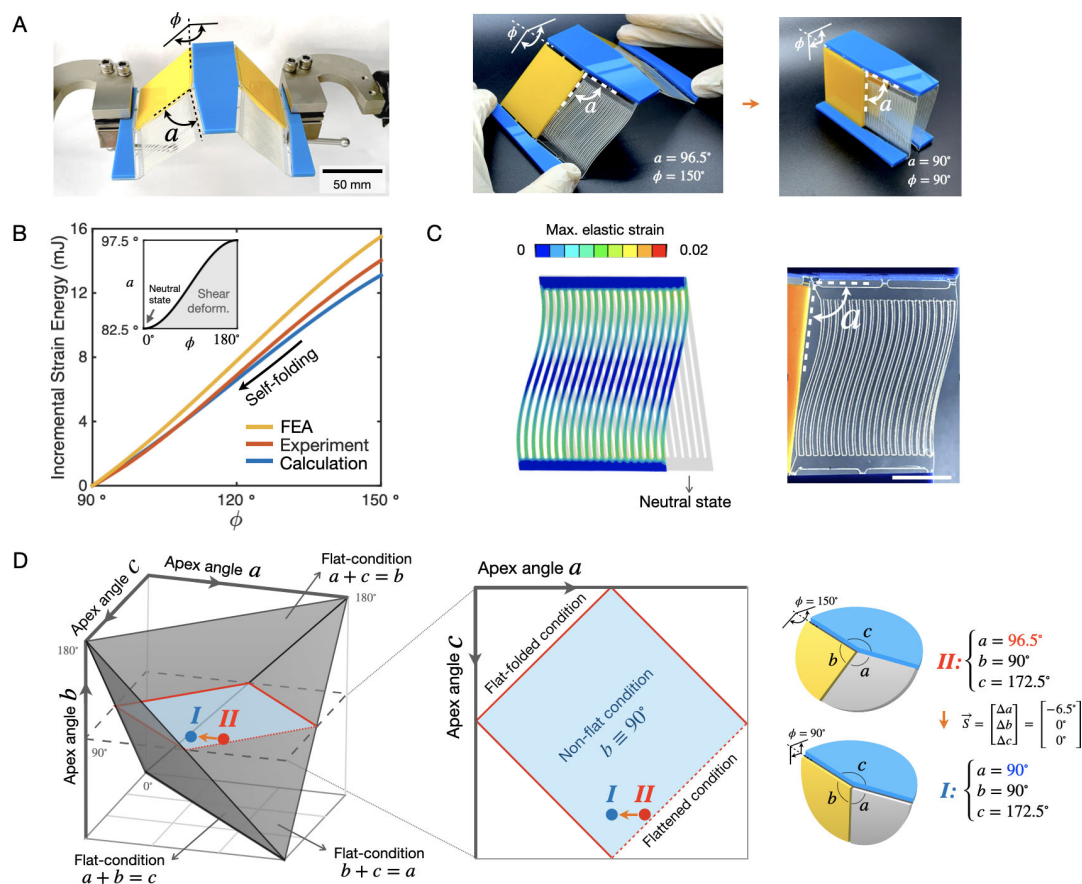 A
ϕ
a
50 mm
ϕ
a
a = 96.5°
ϕ = 150°
ϕ
a
a = 90°
ϕ = 90°
B
Incremental Strain Energy (mJ)
16
12
8
4
0
90 °
120 °
150 °
ϕ
97.5 °
a
82.5 °
Neutral
state
Shear
deform.
0°
ϕ
180°
Self-folding
FEA
Experiment
Calculation
C
Max. elastic strain
0
0.02
Neutral state
a
D
Apex angle c
Apex angle a
Flat-condition
a + c = b
180°
180°
Apex angle b
I
II
90°
0°
Flat-condition
a + b = c
Flat-condition
b + c = a
Apex angle a
Apex angle c
Flat-folded condition
Non-flat condition
b ≡ 90°
I
II
Flattened condition
ϕ = 150°
c
b
a
II:
a = 96.5°
b = 90°
c = 172.5°
s⃗ = [Δa Δb Δc] = [−6.5° 0° 0°]
ϕ = 90°
c
b
a
I:
a = 90°
b = 90°
c = 172.5°